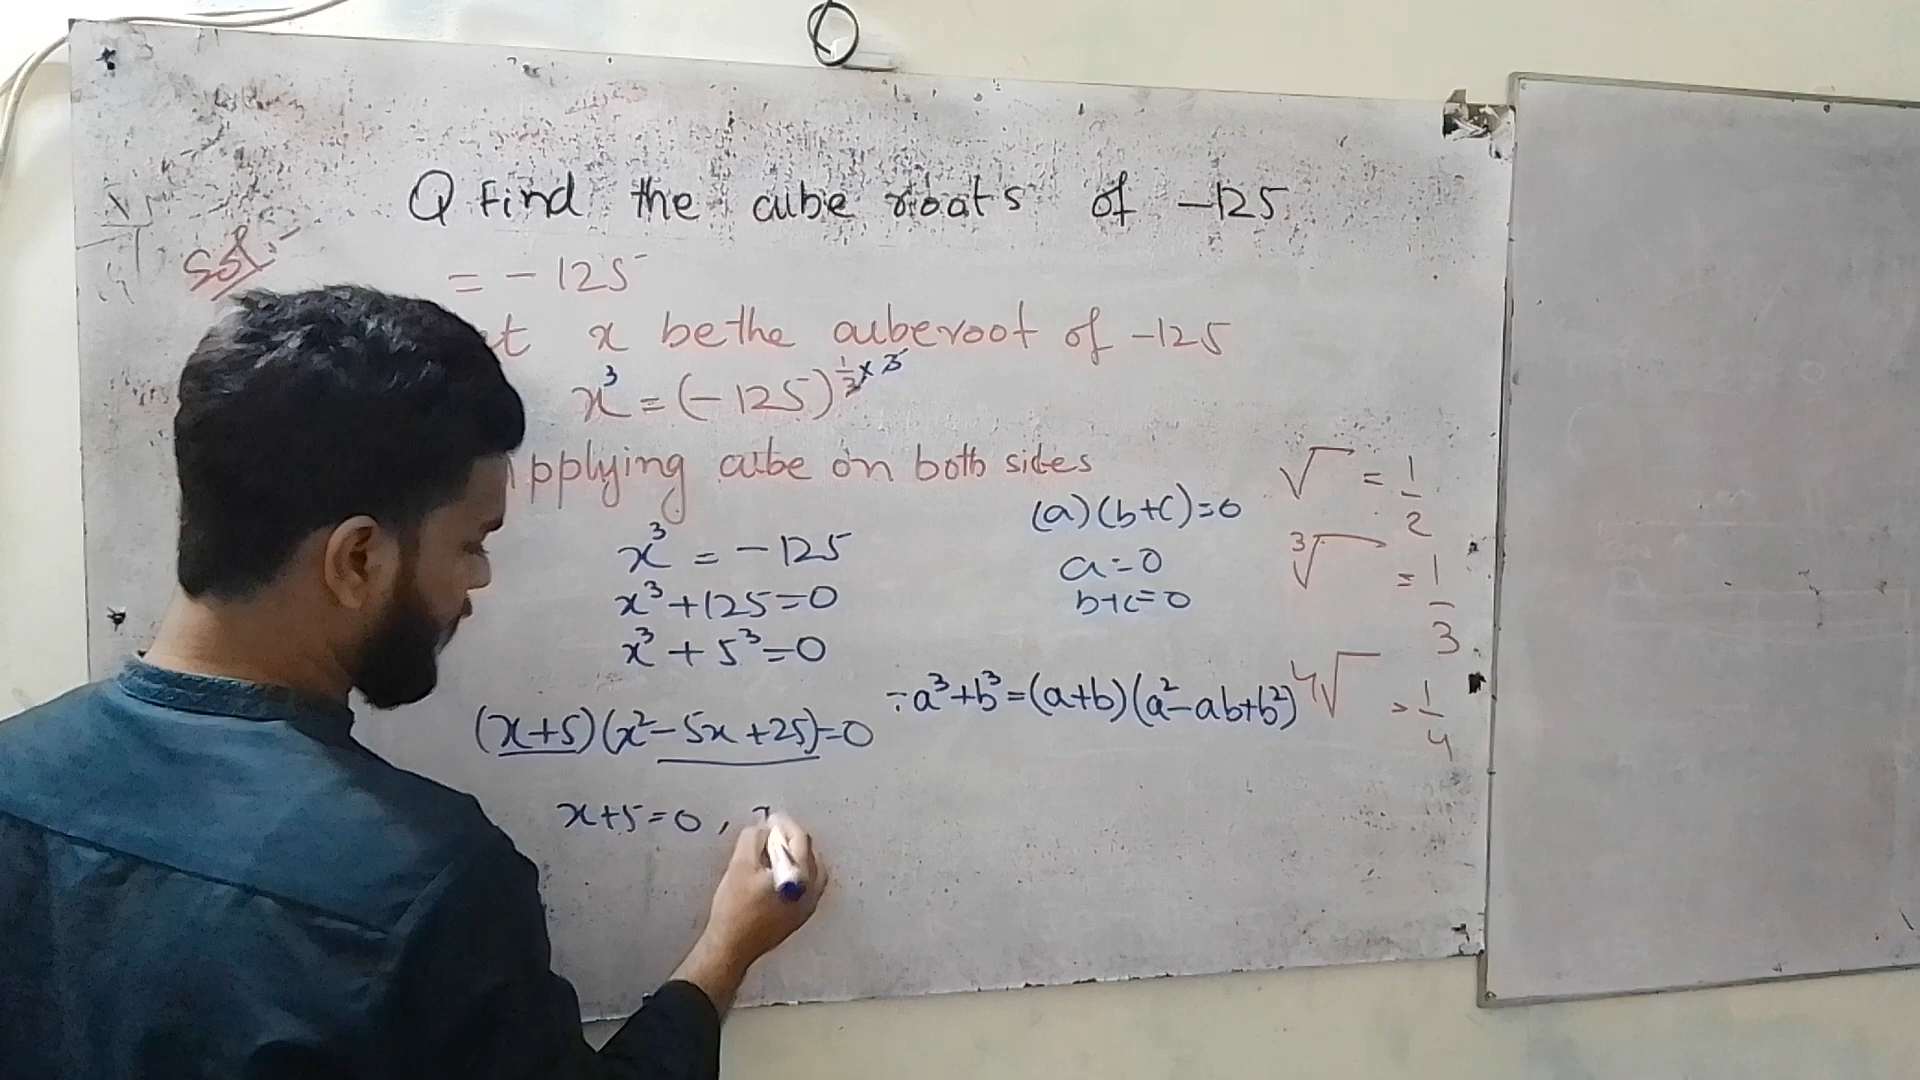 Q Find the cube roots of -125
Sol:-
= - 125
x be the cube root of -125
x³ = (-125)^{1/3 × 3}
pplying cube on both sides
x³ = -125
x³+125=0
x³ + 5³=0
(x+5)(x²-5x+25)=0
x+5=0, x
(a)(b+c)=0
a=0
b+c=0
∵a³+b³=(a+b)(a²-ab+b²)
√ = 1/2
∛ = 1/3
∜ = 1/4